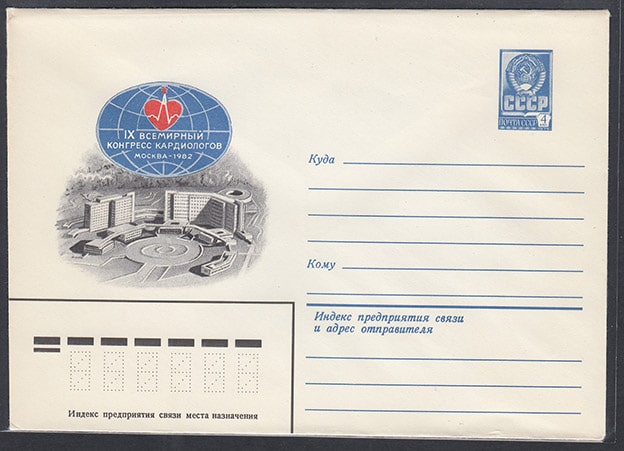 IX ВСЕМИРНЫЙ
КОНГРЕСС КАРДИОЛОГОВ
МОСКВА - 1982
СССР
ПОЧТА СССР 4
Куда
Кому
Индекс предприятия связи
и адрес отправителя
Индекс предприятия связи места назначения